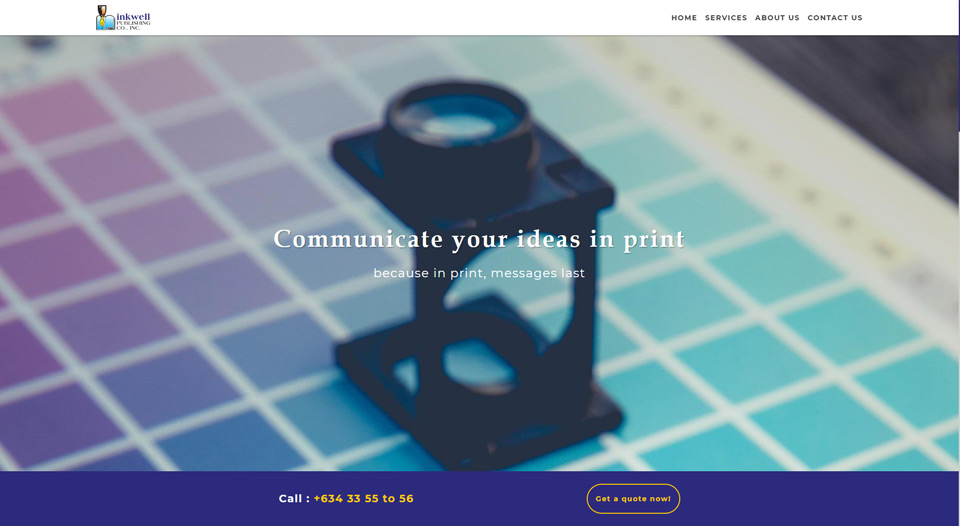 inkwell
PUBLISHING
CO., INC.
HOME SERVICES ABOUT US CONTACT US
Communicate your ideas in print
because in print, messages last
Call : +634 33 55 to 56
Get a quote now!